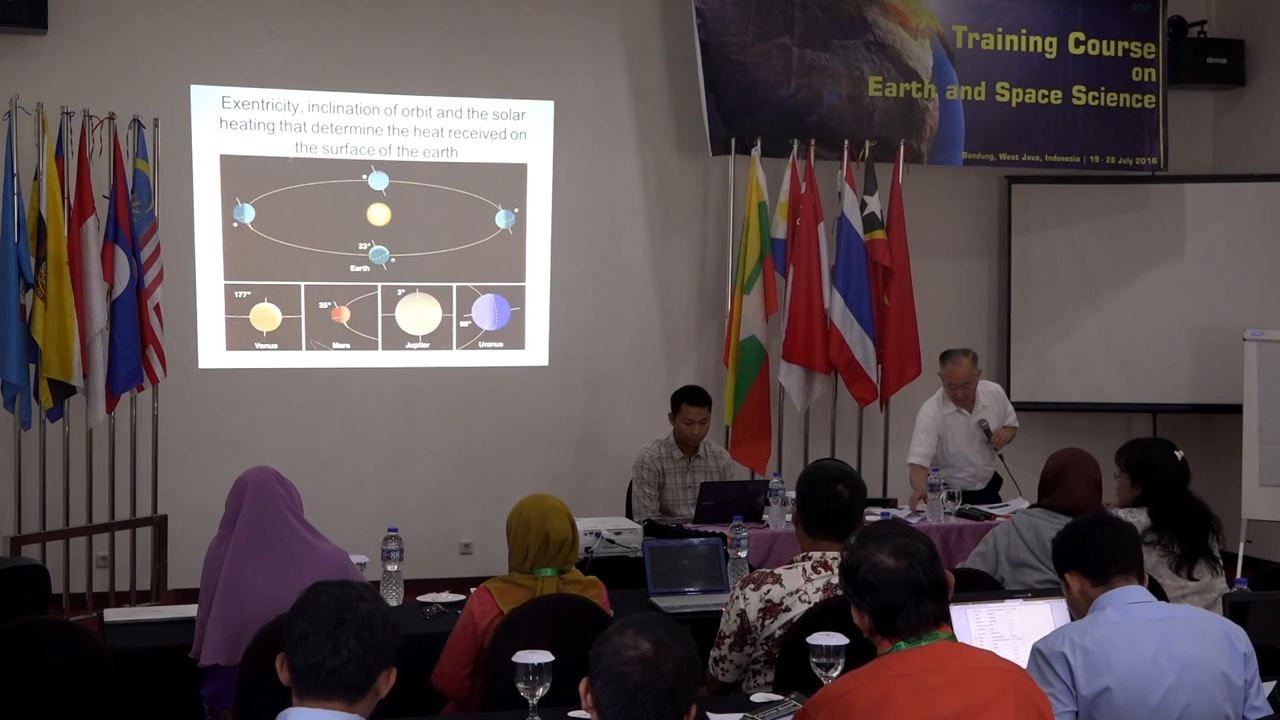 Exentricity, inclination of orbit and the solar
heating that determine the heat received on
the surface of the earth
23°
Earth
177°
Venus
25°
Mars
3°
Jupiter
98°
Uranus
Training Course
on
Earth and Space Science
Bandung, West Java, Indonesia | 19 - 28 July 2016
88